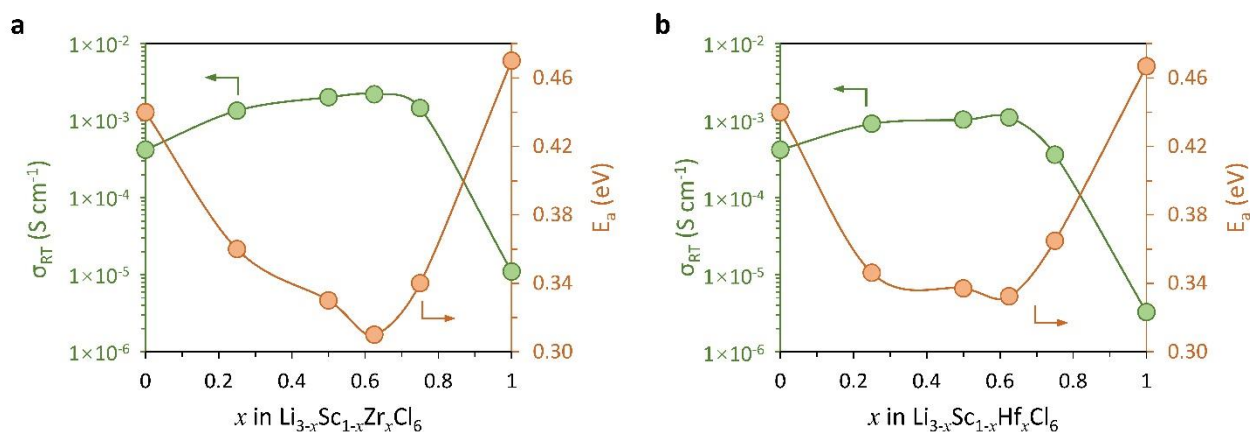 a
1×10⁻²
1×10⁻³
1×10⁻⁴
1×10⁻⁵
1×10⁻⁶
σRT (S cm⁻¹)
0.46
0.42
0.38
0.34
0.30
Eₐ (eV)
0 0.2 0.4 0.6 0.8 1
x in Li₃₋ₓSc₁₋ₓZrₓCl₆
b
1×10⁻²
1×10⁻³
1×10⁻⁴
1×10⁻⁵
1×10⁻⁶
σRT (S cm⁻¹)
0.46
0.42
0.38
0.34
0.30
Eₐ (eV)
0 0.2 0.4 0.6 0.8 1
x in Li₃₋ₓSc₁₋ₓHfₓCl₆